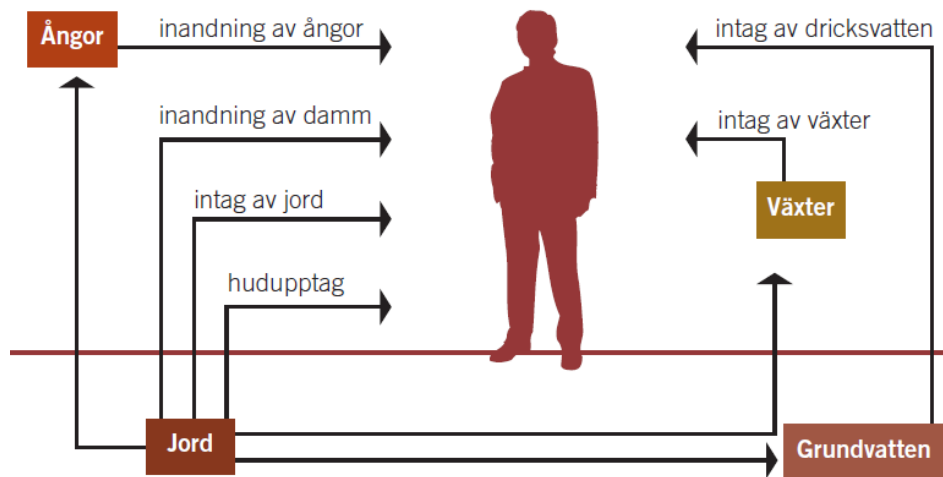 Ångor
inandning av ångor
intag av dricksvatten
inandning av damm
intag av växter
intag av jord
Växter
hudupptag
Jord
Grundvatten